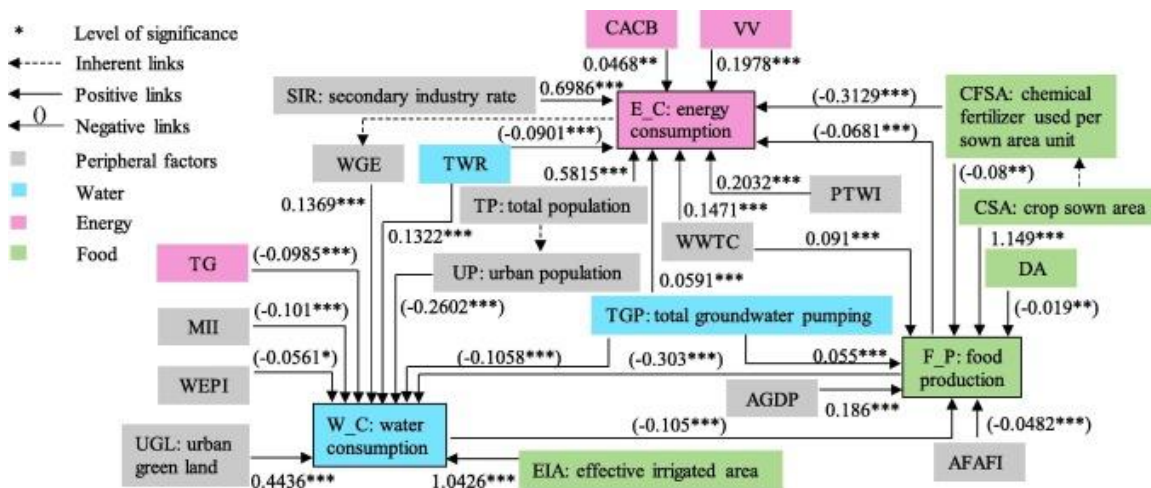 * Level of significance
Inherent links
Positive links
() Negative links
Peripheral factors
Water
Energy
Food
CACB
VV
0.0468**
0.1978***
SIR: secondary industry rate
0.6986***
E_C: energy
consumption
(-0.3129***)
CFSA: chemical
fertilizer used per
sown area unit
(-0.0901***)
(-0.0681***)
WGE
TWR
0.5815***
0.2032***
PTWI
(-0.08**)
0.1369***
TP: total population
0.1471***
CSA: crop sown area
0.1322***
WWTC
0.091***
1.149***
TG
(-0.0985***)
UP: urban population
0.0591***
DA
(-0.2602***)
(-0.019**)
MII
(-0.101***)
TGP: total groundwater pumping
(-0.1058***)
(-0.303***)
0.055***
F_P: food
production
WEPI
(-0.0561*)
AGDP
0.186***
W_C: water
consumption
(-0.105***)
(-0.0482***)
UGL: urban
green land
0.4436***
1.0426***
EIA: effective irrigated area
AFAFI